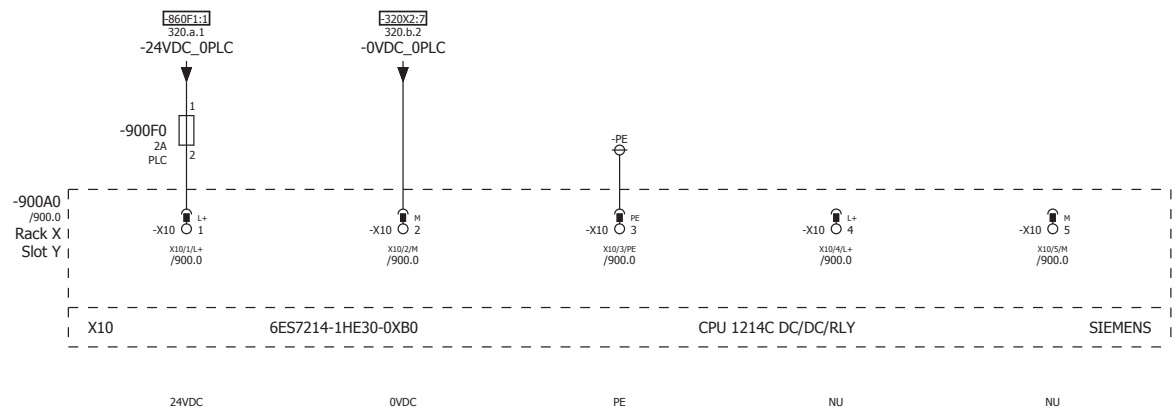 -860F1:1
320.a.1
-24VDC_0PLC
-320X2:7
320.b.2
-0VDC_0PLC
1
-900F0
2A
PLC
2
-PE
-900A0
/900.0
Rack X
Slot Y
L+
-X10 1
X10/1/L+
/900.0
M
-X10 2
X10/2/M
/900.0
PE
-X10 3
X10/3/PE
/900.0
L+
-X10 4
X10/4/L+
/900.0
M
-X10 5
X10/5/M
/900.0
X10 6ES7214-1HE30-0XB0 CPU 1214C DC/DC/RLY SIEMENS
24VDC 0VDC PE NU NU